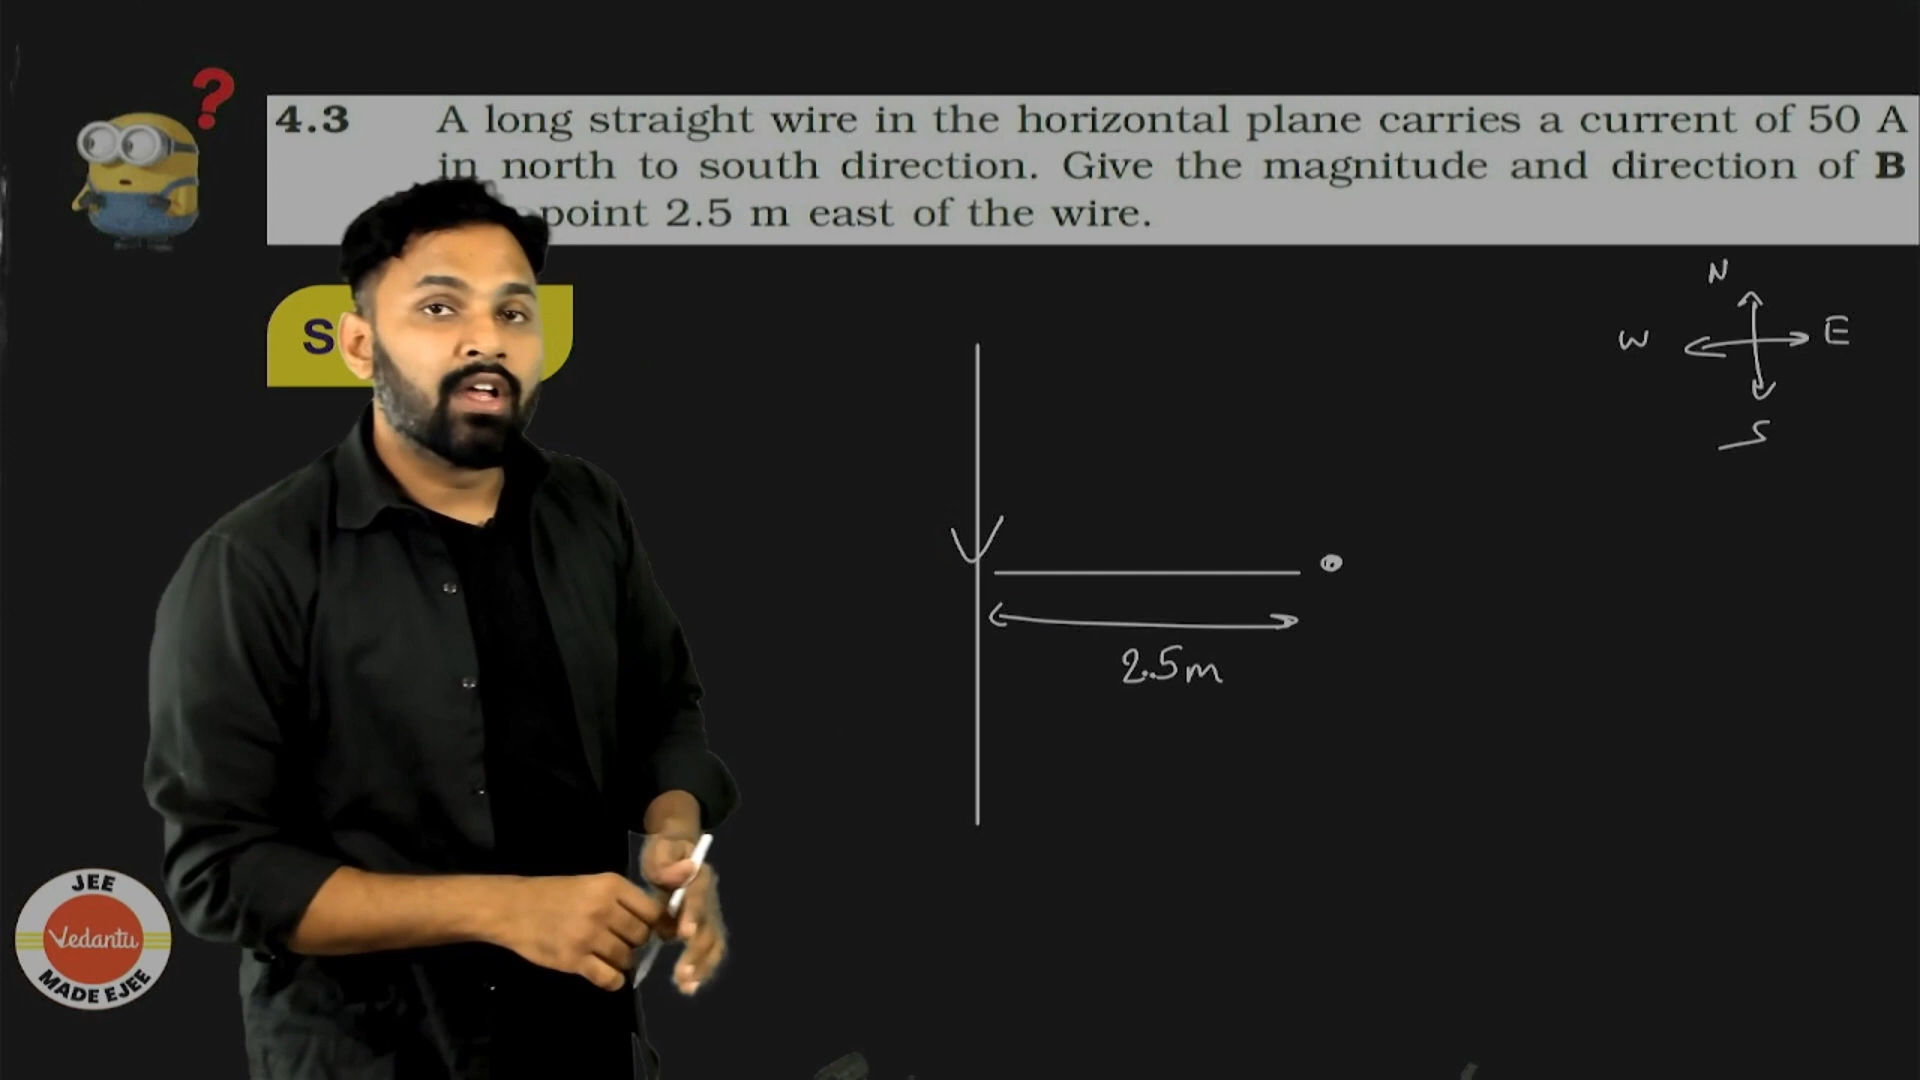 ?
4.3 A long straight wire in the horizontal plane carries a current of 50 A
in north to south direction. Give the magnitude and direction of B
point 2.5 m east of the wire.
N
W E
S
S
2.5m
JEE
Vedantu
MADE EJEE